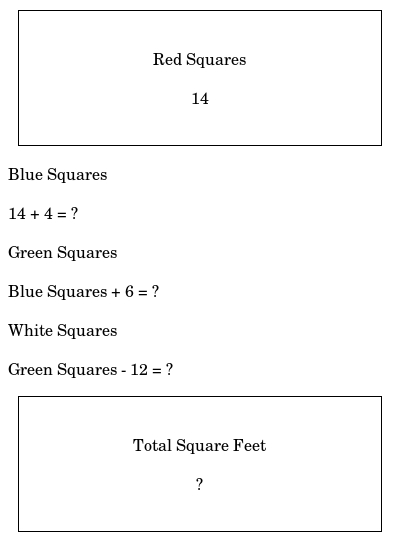 Red Squares
14
Blue Squares
14 + 4 = ?
Green Squares
Blue Squares + 6 = ?
White Squares
Green Squares - 12 = ?
Total Square Feet
?